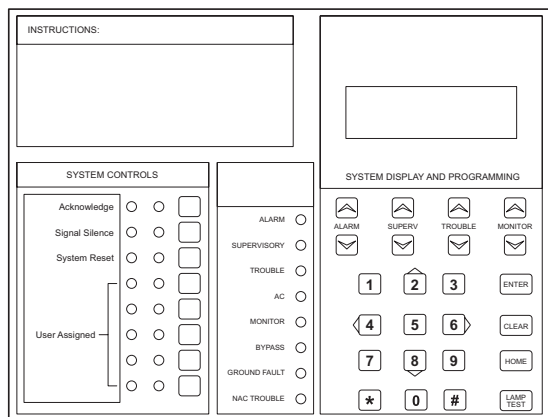 INSTRUCTIONS:
SYSTEM CONTROLS
Acknowledge
Signal Silence
System Reset
User Assigned
ALARM
SUPERVISORY
TROUBLE
AC
MONITOR
BYPASS
GROUND FAULT
NAC TROUBLE
SYSTEM DISPLAY AND PROGRAMMING
ALARM SUPERV TROUBLE MONITOR
1 2 3 ENTER
4 5 6 CLEAR
7 8 9 HOME
* 0 # LAMP
TEST